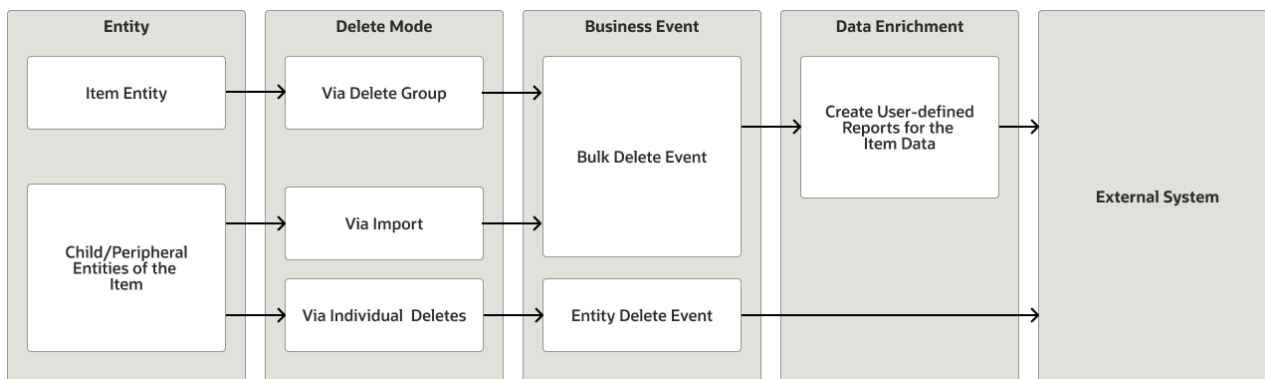 Entity
Delete Mode
Business Event
Data Enrichment
Item Entity
Via Delete Group
Bulk Delete Event
Create User-defined
Reports for the
Item Data
External System
Child/Peripheral
Entities of the
Item
Via Import
Via Individual Deletes
Entity Delete Event